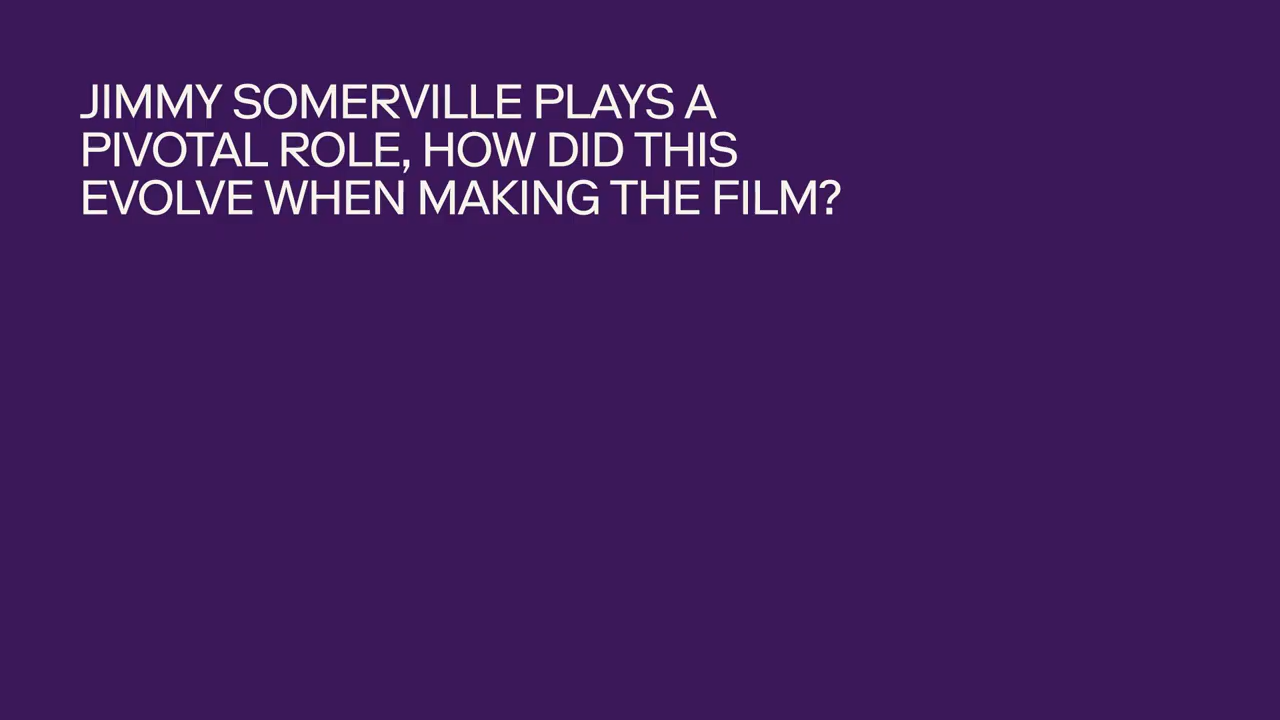 JIMMY SOMERVILLE PLAYS A
PIVOTAL ROLE, HOW DID THIS
EVOLVE WHEN MAKING THE FILM?